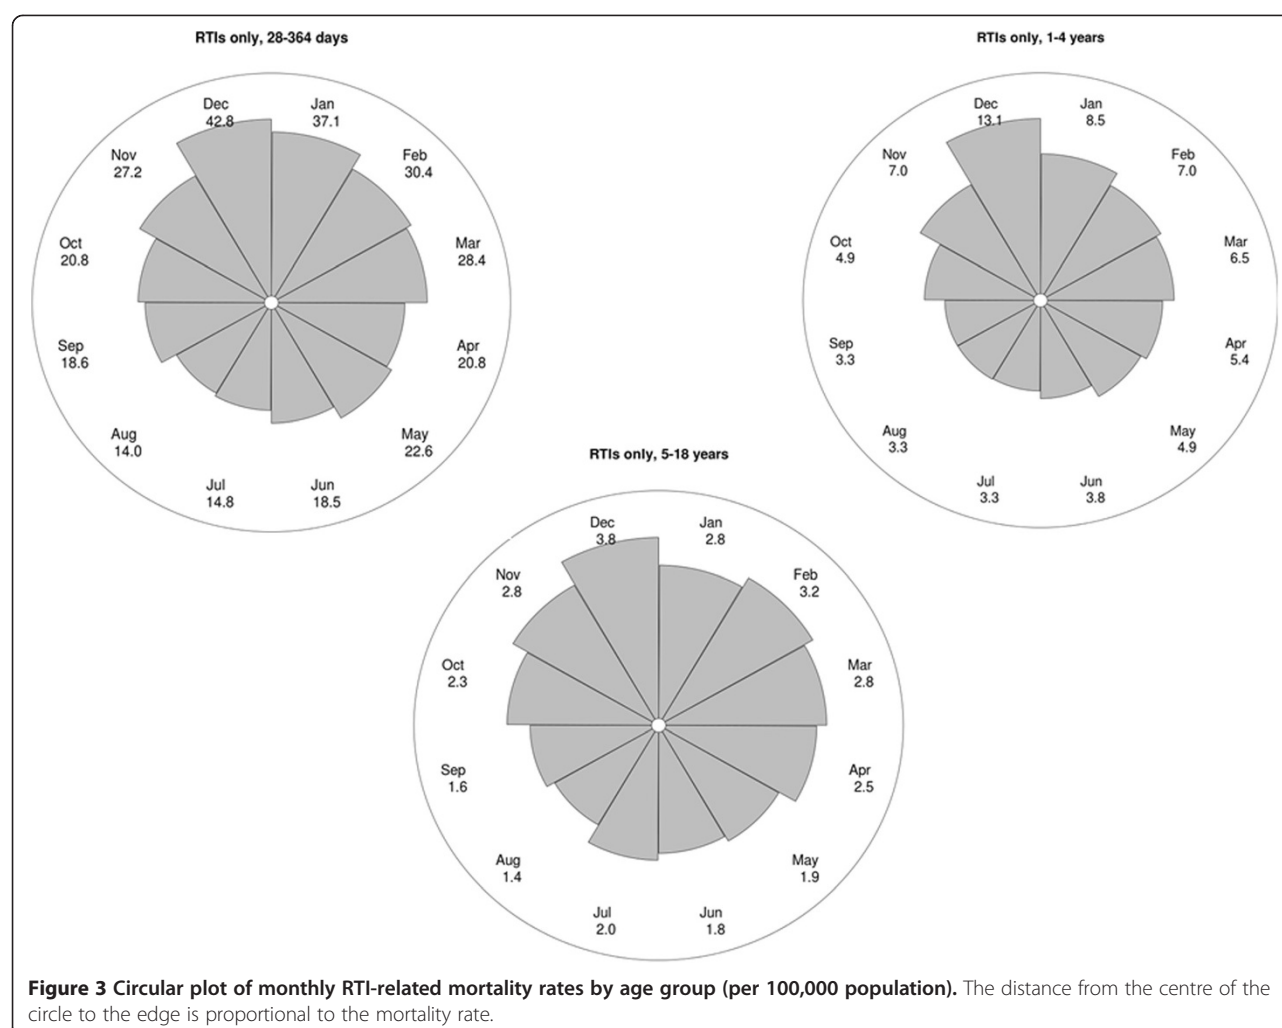 RTIs only, 28-364 days
Dec
42.8
Jan
37.1
Feb
30.4
Mar
28.4
Apr
20.8
May
22.6
Jun
18.5
Jul
14.8
Aug
14.0
Sep
18.6
Oct
20.8
Nov
27.2
RTIs only, 1-4 years
Dec
13.1
Jan
8.5
Feb
7.0
Mar
6.5
Apr
5.4
May
4.9
Jun
3.8
Jul
3.3
Aug
3.3
Sep
3.3
Oct
4.9
Nov
7.0
RTIs only, 5-18 years
Dec
3.8
Jan
2.8
Feb
3.2
Mar
2.8
Apr
2.5
May
1.9
Jun
1.8
Jul
2.0
Aug
1.4
Sep
1.6
Oct
2.3
Nov
2.8
Figure 3 Circular plot of monthly RTI-related mortality rates by age group (per 100,000 population). The distance from the centre of the
circle to the edge is proportional to the mortality rate.